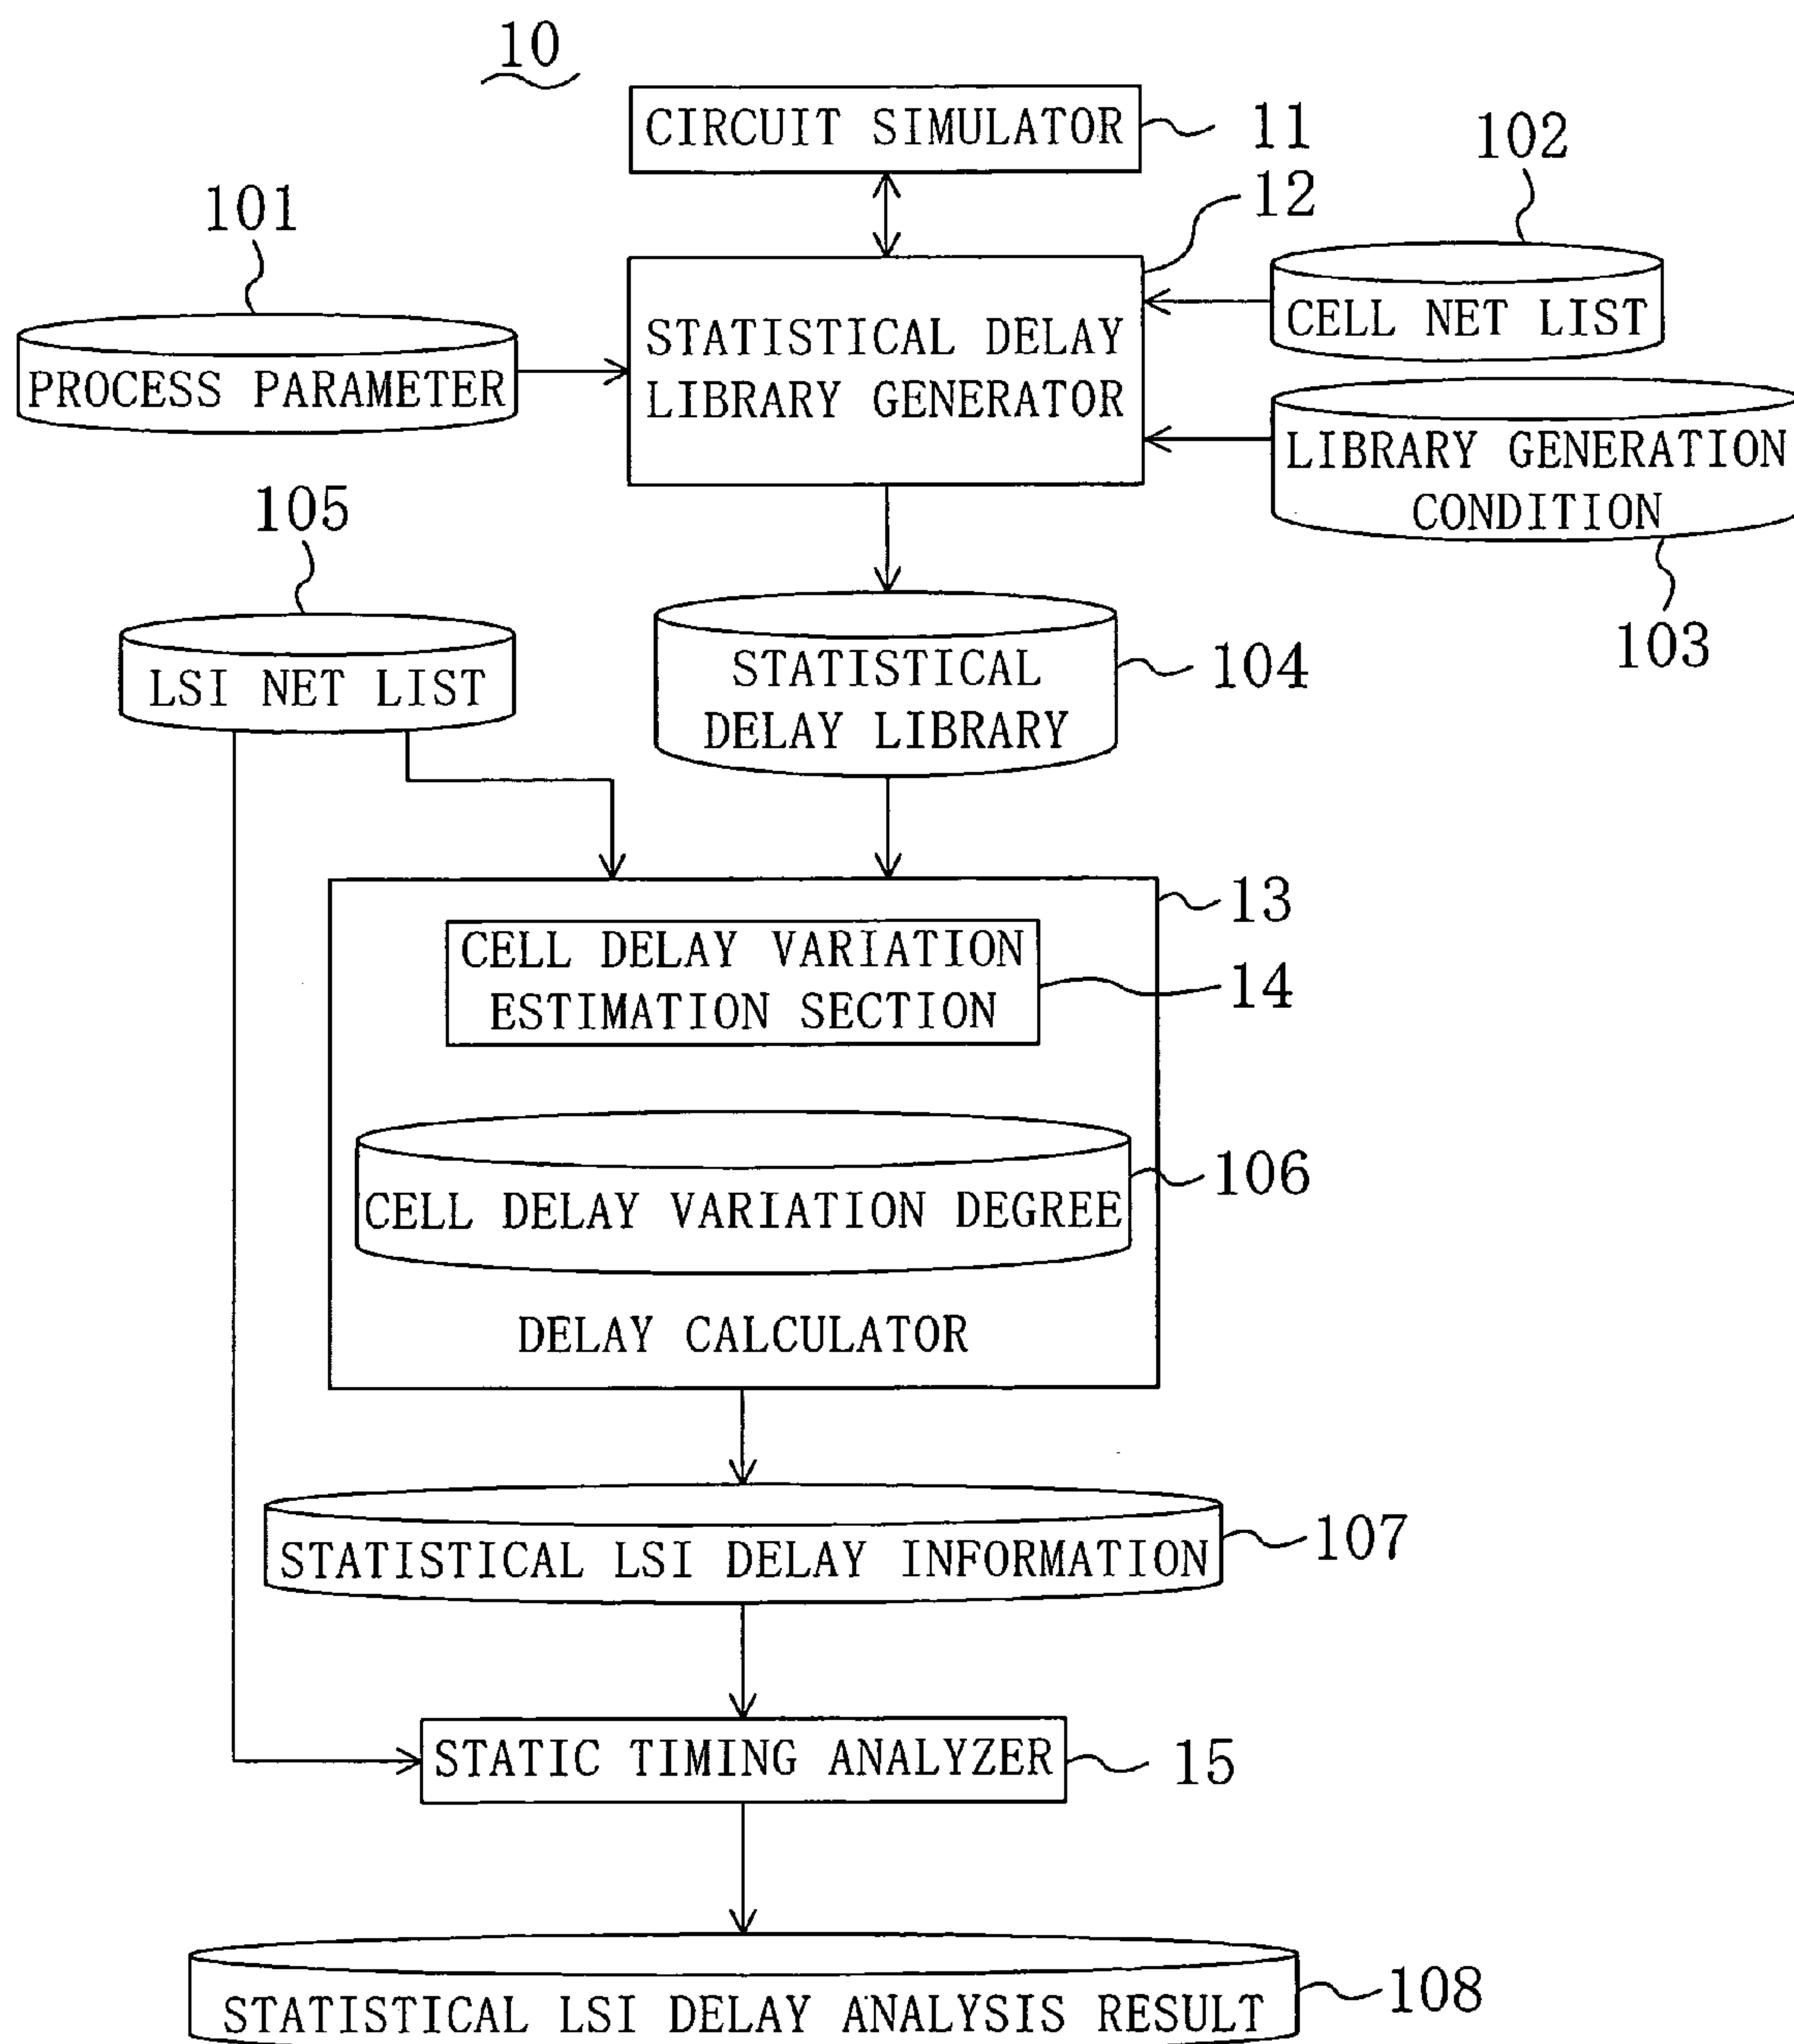 10
CIRCUIT SIMULATOR
11
102
12
101
CELL NET LIST
STATISTICAL DELAY
LIBRARY GENERATOR
PROCESS PARAMETER
LIBRARY GENERATION
CONDITION
105
103
LSI NET LIST
STATISTICAL
DELAY LIBRARY
104
13
CELL DELAY VARIATION
ESTIMATION SECTION
14
CELL DELAY VARIATION DEGREE
106
DELAY CALCULATOR
STATISTICAL LSI DELAY INFORMATION
107
STATIC TIMING ANALYZER
15
STATISTICAL LSI DELAY ANALYSIS RESULT
108